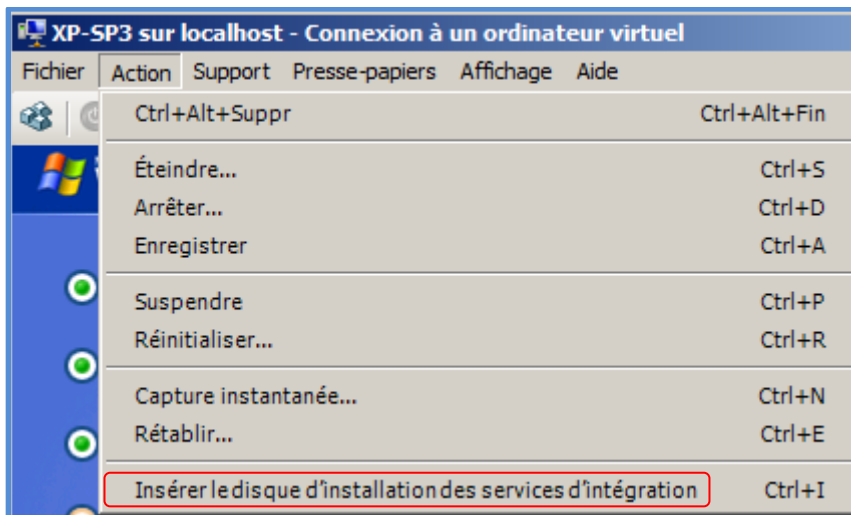 XP-SP3 sur localhost - Connexion à un ordinateur virtuel
Fichier Action Support Presse-papiers Affichage Aide
Ctrl+Alt+Suppr Ctrl+Alt+Fin
Éteindre... Ctrl+S
Arrêter... Ctrl+D
Enregistrer Ctrl+A
Suspendre Ctrl+P
Réinitialiser... Ctrl+R
Capture instantanée... Ctrl+N
Rétablir... Ctrl+E
Insérer le disque d'installation des services d'intégration Ctrl+I